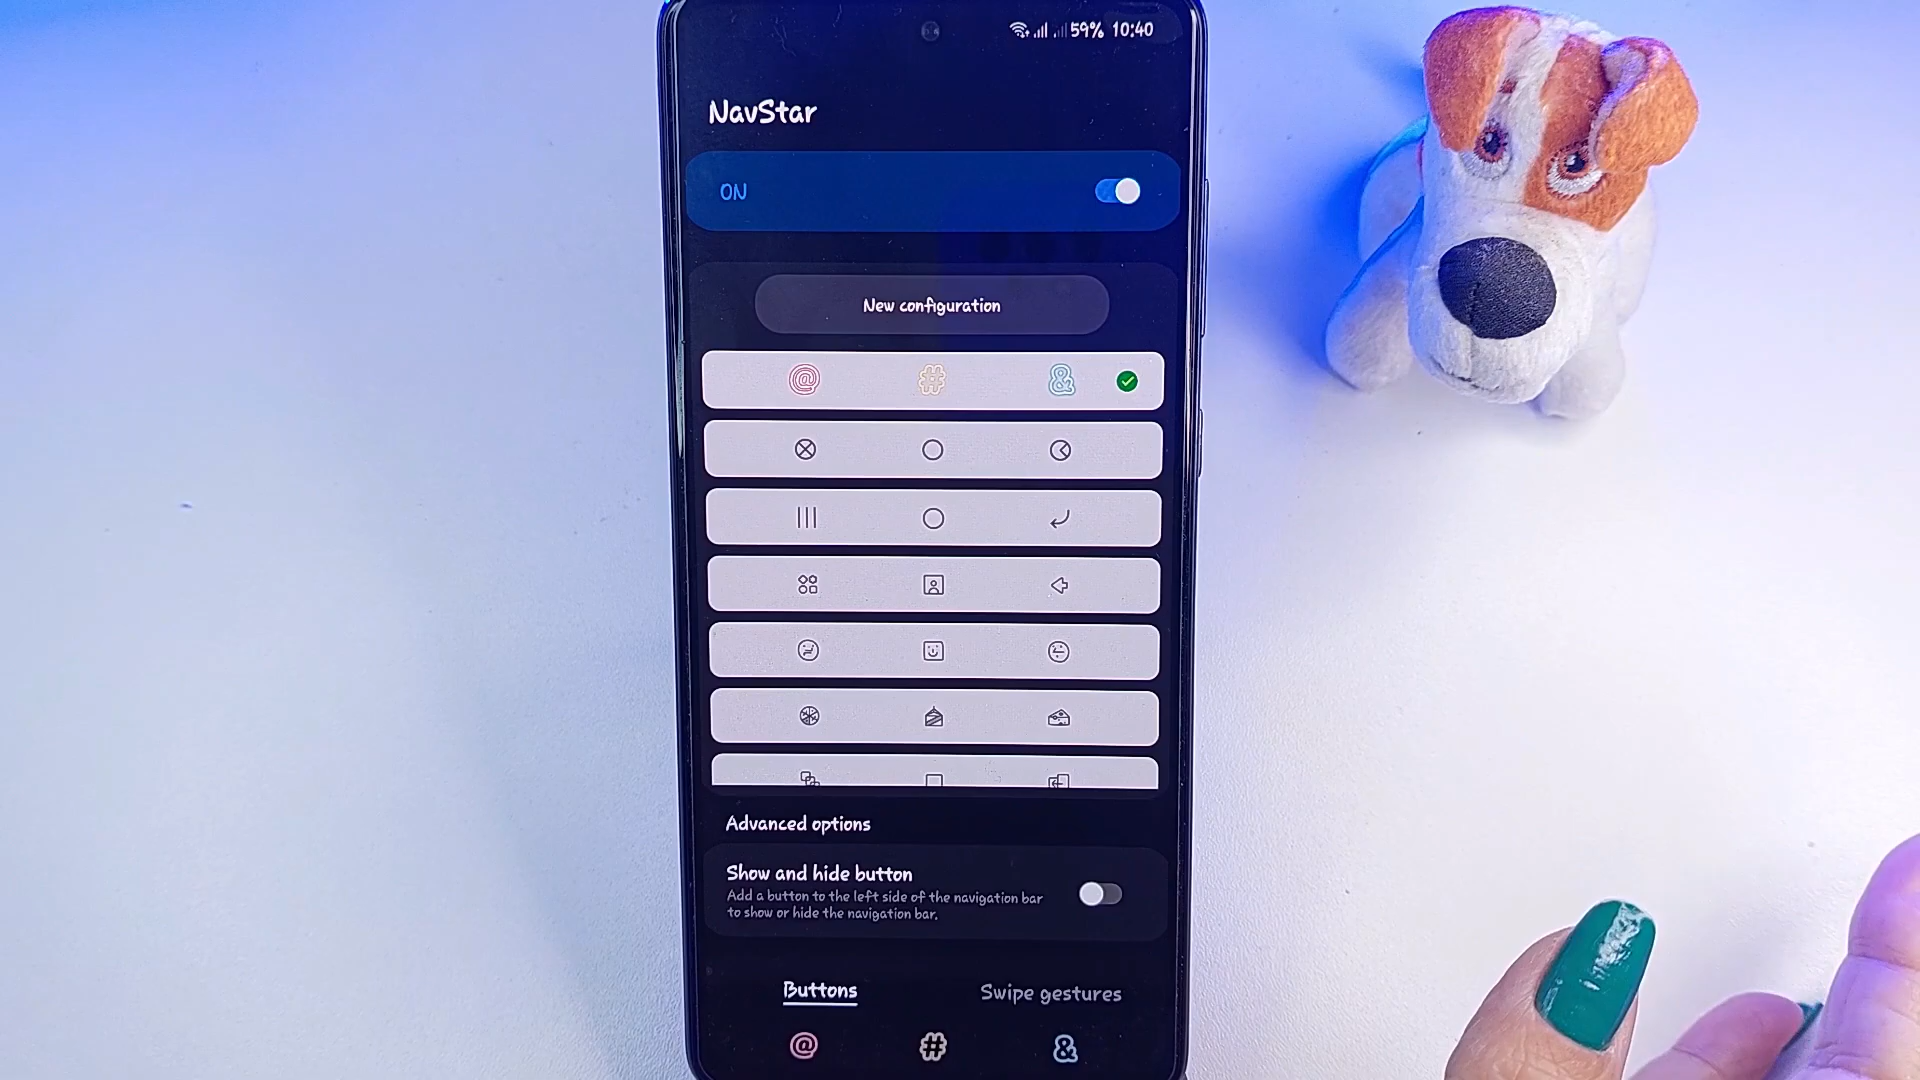 59% 10:40
NavStar
ON
New configuration
@ # &
Advanced options
Show and hide button
Add a button to the left side of the navigation bar
to show or hide the navigation bar.
Buttons Swipe gestures
@ # &